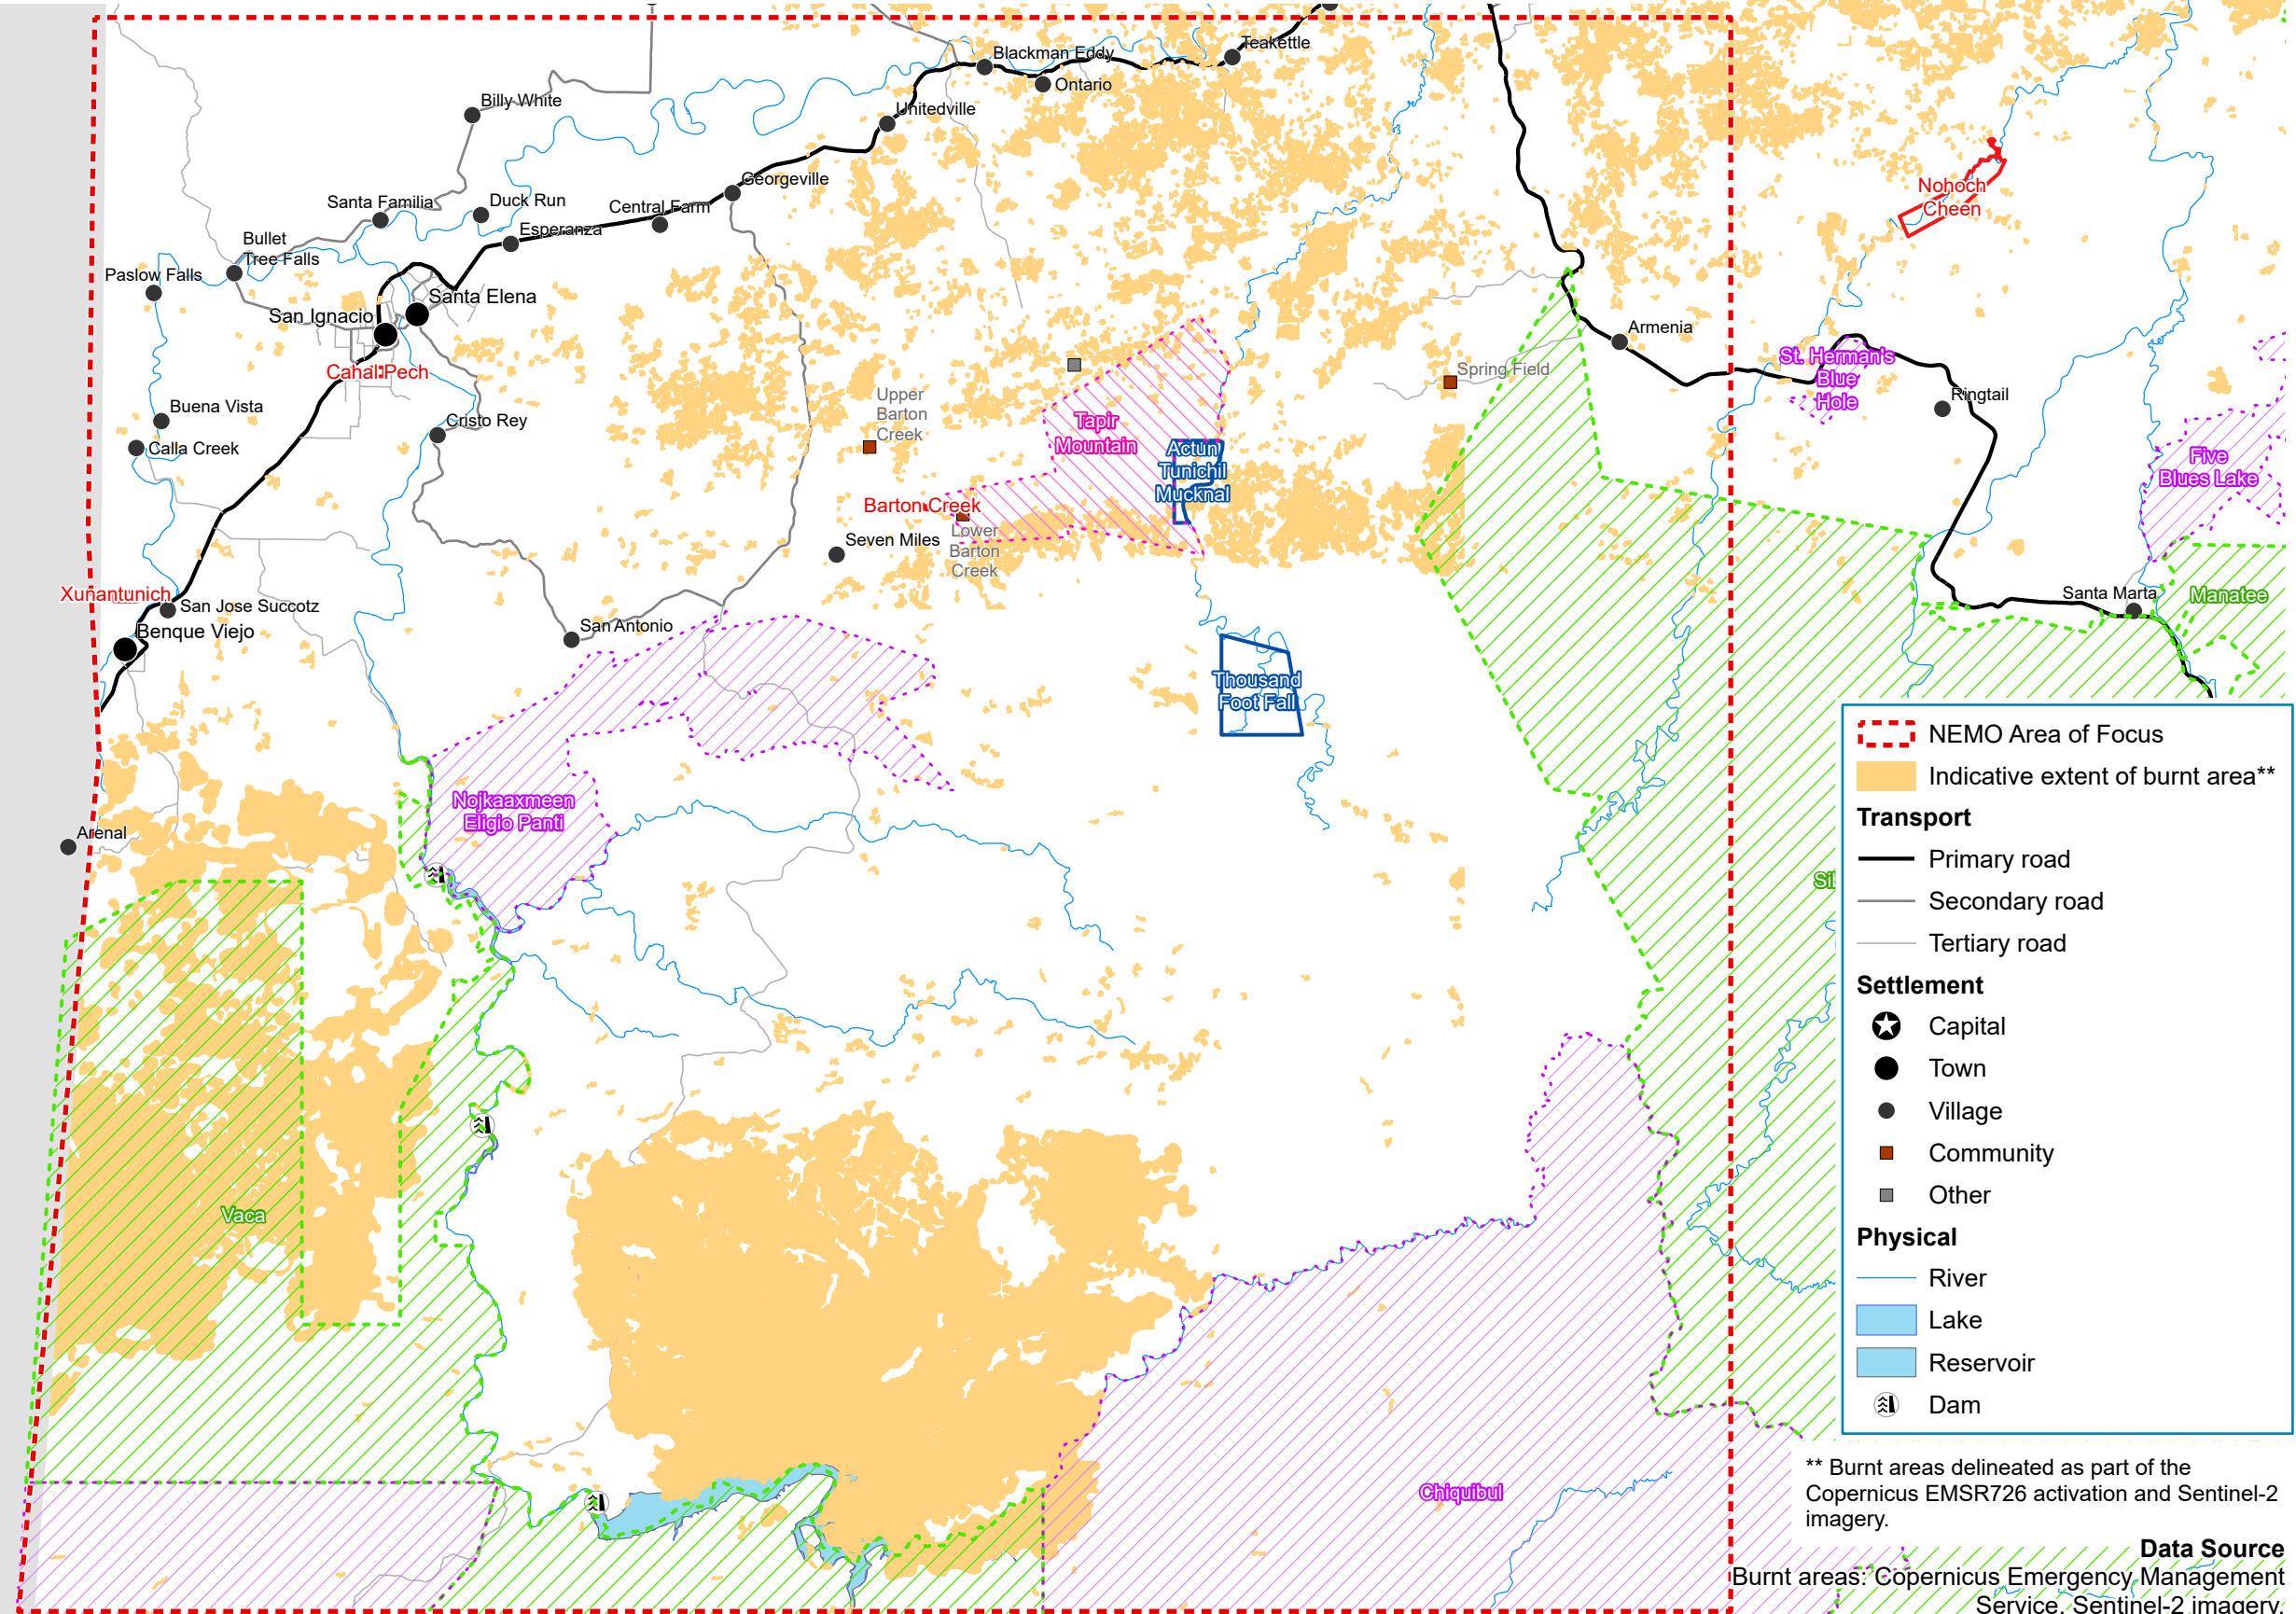 Teakettle
Blackman Eddy
Ontario
Billy White
Unitedville
Georgeville
Santa Familia
Duck Run
Central Farm
Esperanza
Bullet
Tree Falls
Paslow Falls
Santa Elena
San Ignacio
Cahal Pech
Nohoch
Cheen
Armenia
St. Herman's
Blue
Hole
Ringtail
Spring Field
Upper
Barton
Creek
Tapir
Mountain
Actun
Tunichil
Mucknal
Buena Vista
Calla Creek
Cristo Rey
Five
Blues Lake
Barton Creek
Lower
Barton
Creek
Seven Miles
Xunantunich
San Jose Succotz
Benque Viejo
San Antonio
Santa Marta
Manatee
Thousand
Foot Fall
Nojkaaxmeen
Eligio Panti
Arenal
Vaca
Chiquibul
NEMO Area of Focus
Indicative extent of burnt area**
Transport
Primary road
Secondary road
Tertiary road
Settlement
Capital
Town
Village
Community
Other
Physical
River
Lake
Reservoir
Dam
** Burnt areas delineated as part of the
Copernicus EMSR726 activation and Sentinel-2
imagery.
Data Source
Burnt areas: Copernicus Emergency Management
Service, Sentinel-2 imagery.